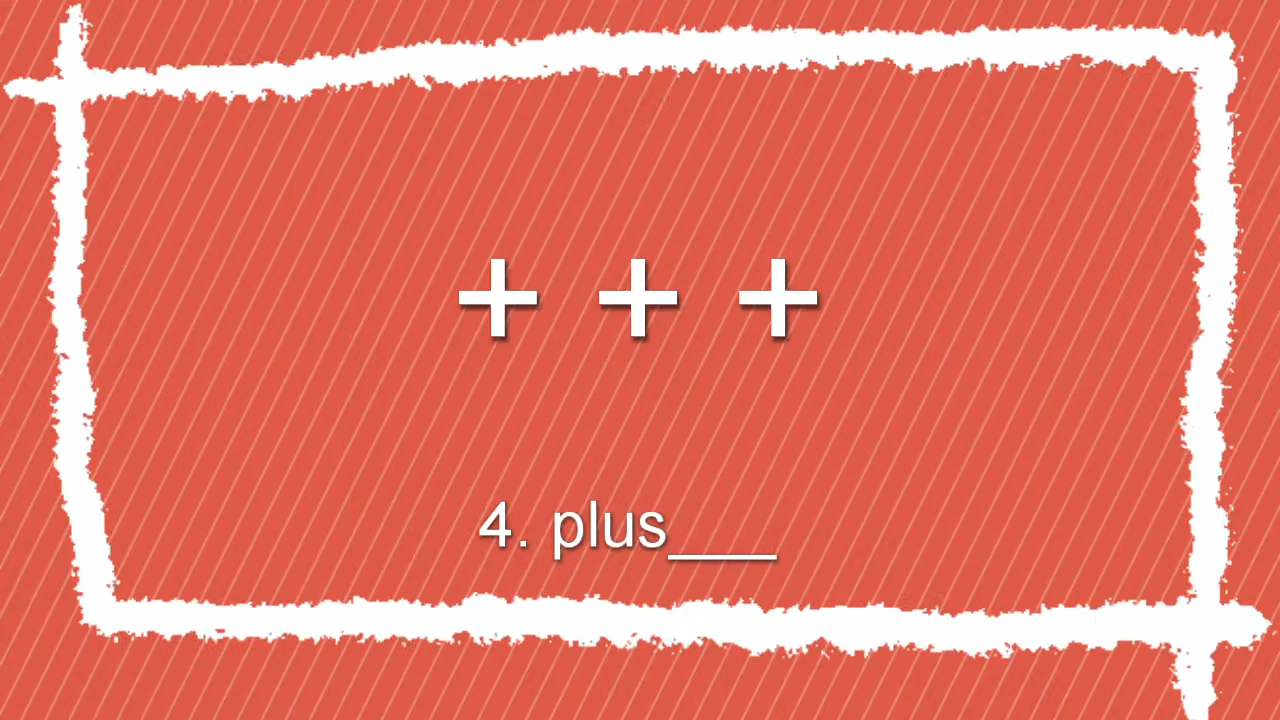 + + +
4. plus___